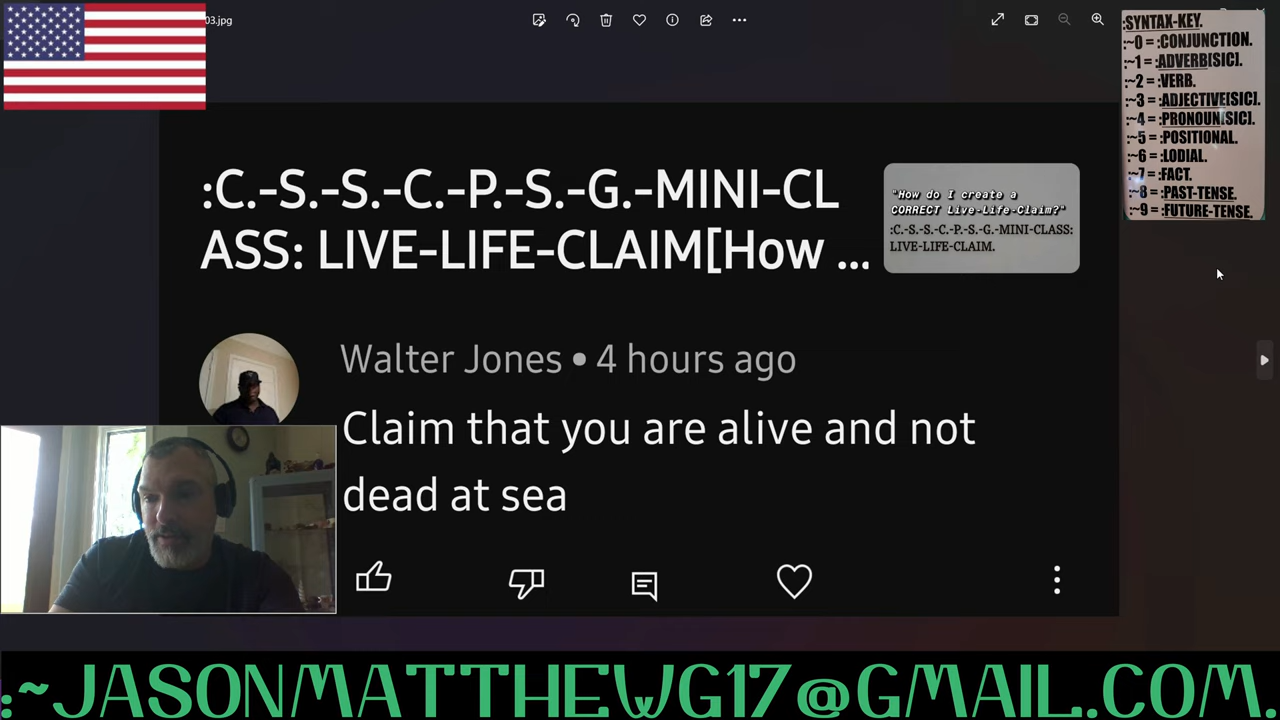 03.jpg
:SYNTAX-KEY.
:~0 = :CONJUNCTION.
:~1 = :ADVERB[SIC].
:~2 = :VERB.
:~3 = :ADJECTIVE[SIC].
:~4 = :PRONOUN[SIC].
:~5 = :POSITIONAL.
:~6 = :LODIAL.
:~7 = :FACT.
:~8 = :PAST-TENSE.
:~9 = :FUTURE-TENSE.
:C.-S.-S.-C.-P.-S.-G.-MINI-CL
ASS: LIVE-LIFE-CLAIM[How ...
"How do I create a
CORRECT Live-Life-Claim?"
:C.-S.-S.-C.-P.-S.-G.-MINI-CLASS:
LIVE-LIFE-CLAIM.
Walter Jones • 4 hours ago
Claim that you are alive and not
dead at sea
:~JASONMATTHEWG17@GMAIL.COM.